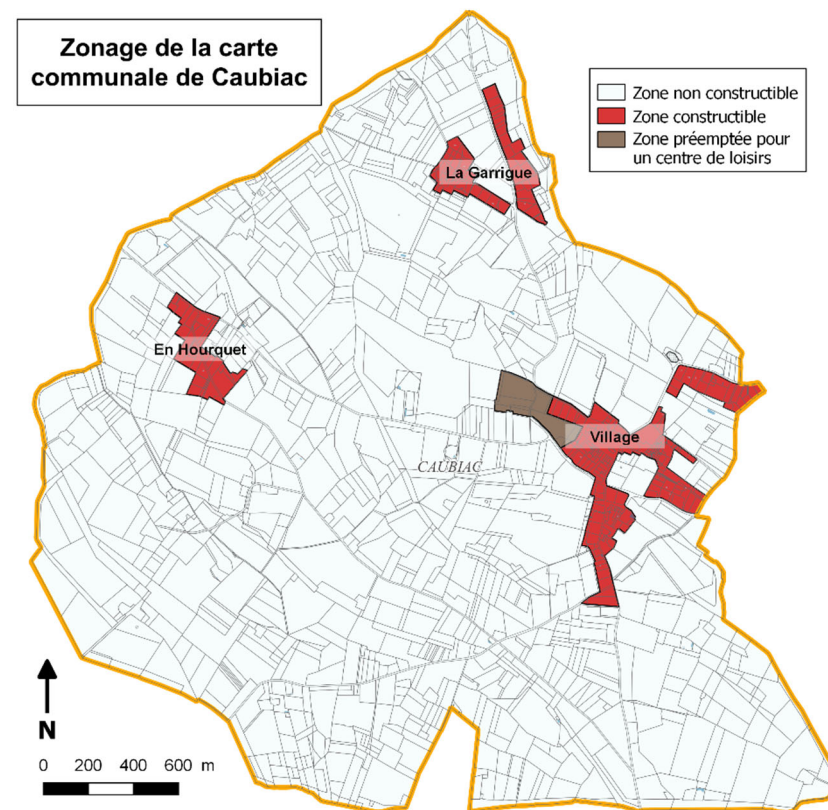 Zonage de la carte
communale de Caubiac
Zone non constructible
Zone constructible
Zone préemptée pour
un centre de loisirs
La Garrigue
En Hourquet
Village
CAUBIAC
N
0 200 400 600 m